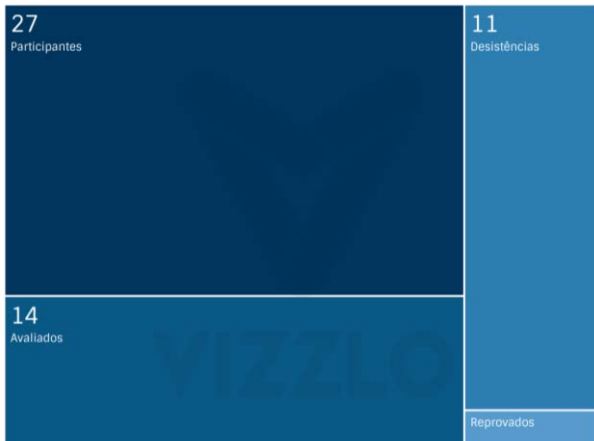 27
Participantes
11
Desistências
14
Avaliados
VIZZLO
Reprovados